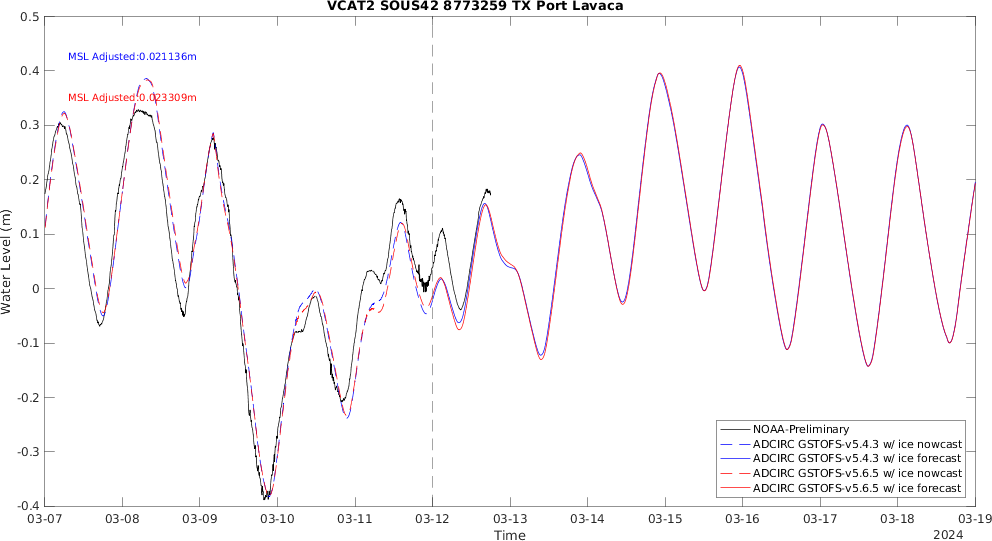 VCAT2 SOUS42 8773259 TX Port Lavaca
MSL Adjusted:0.021136m
MSL Adjusted:0.023309m
Water Level (m)
0.5
0.4
0.3
0.2
0.1
0
-0.1
-0.2
-0.3
-0.4
NOAA-Preliminary
ADCIRC GSTOFS-v5.4.3 w/ ice nowcast
ADCIRC GSTOFS-v5.4.3 w/ ice forecast
ADCIRC GSTOFS-v5.6.5 w/ ice nowcast
ADCIRC GSTOFS-v5.6.5 w/ ice forecast
03-07 03-08 03-09 03-10 03-11 03-12 03-13 03-14 03-15 03-16 03-17 03-18 03-19
Time
2024